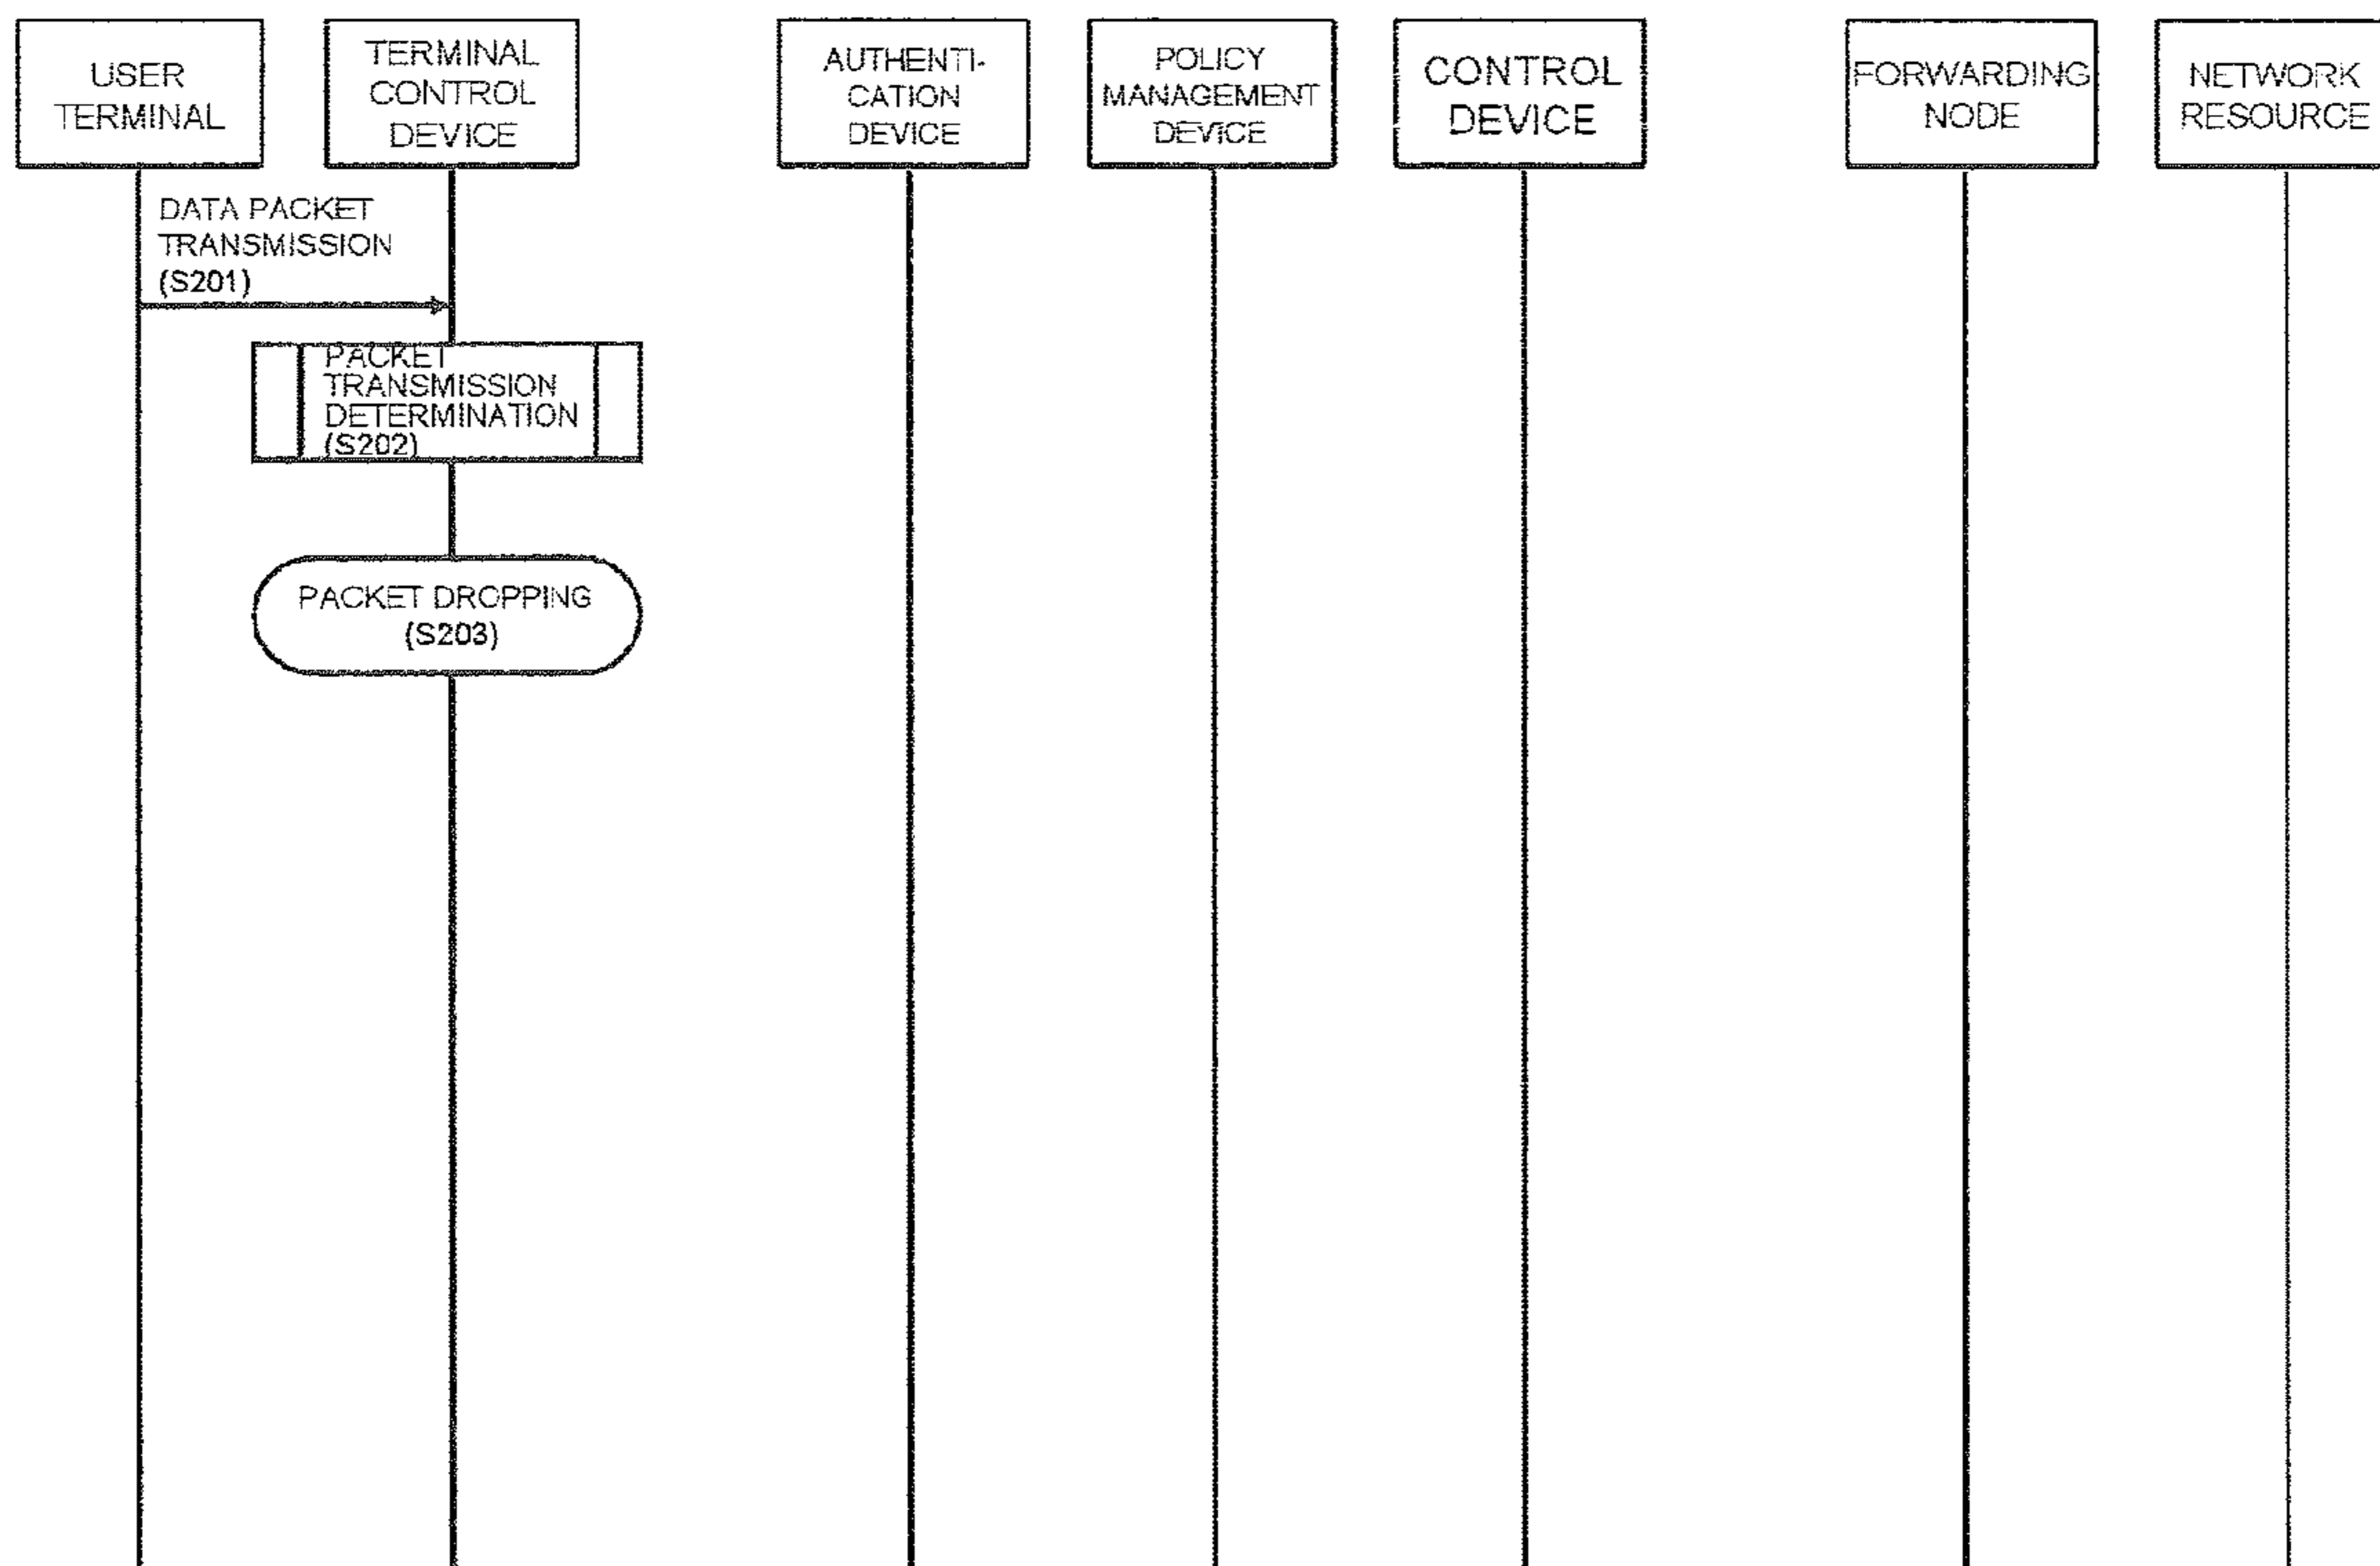 USER
TERMINAL
TERMINAL
CONTROL
DEVICE
AUTHENTI-
CATION
DEVICE
POLICY
MANAGEMENT
DEVICE
CONTROL
DEVICE
FORWARDING
NODE
NETWORK
RESOURCE
DATA PACKET
TRANSMISSION
(S201)
PACKET
TRANSMISSION
DETERMINATION
(S202)
PACKET DROPPING
(S203)